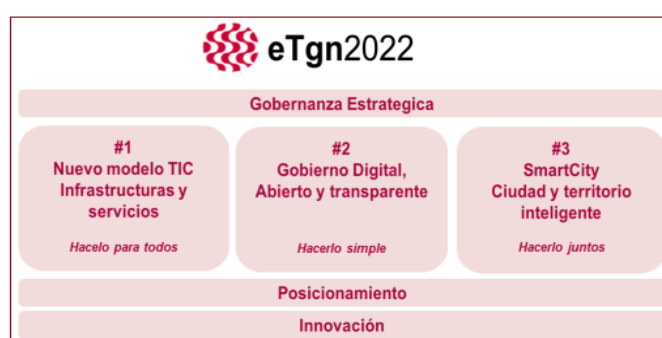 eTgn2022
Gobernanza Estrategica
#1
Nuevo modelo TIC
Infrastructuras y
servicios
Hacelo para todos
#2
Gobierno Digital,
Abierto y transparente
Hacerlo simple
#3
SmartCity
Ciudad y territorio
inteligente
Hacerlo juntos
Posicionamiento
Innovación